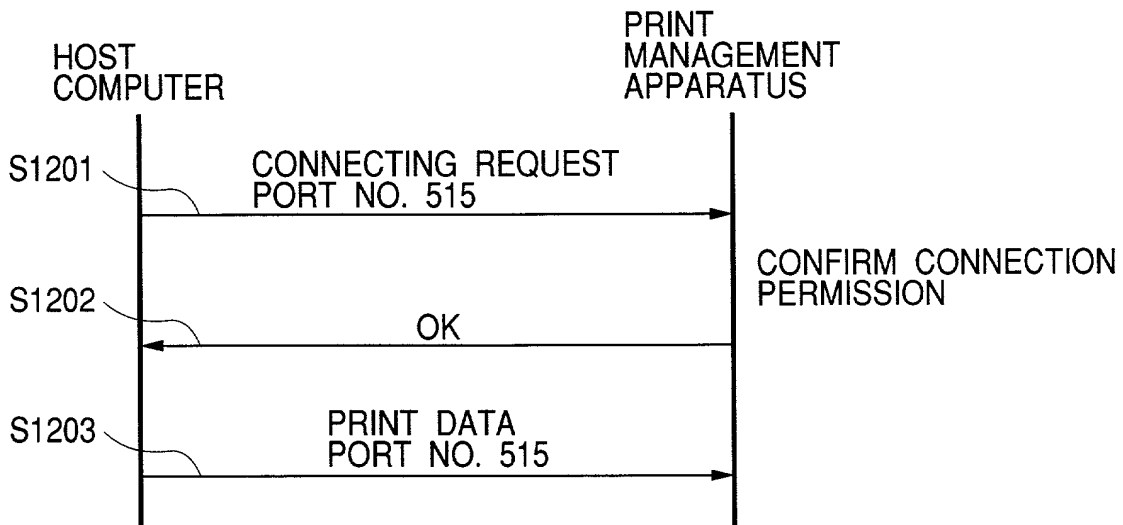 HOST
COMPUTER
PRINT
MANAGEMENT
APPARATUS
S1201
CONNECTING REQUEST
PORT NO. 515
CONFIRM CONNECTION
PERMISSION
S1202
OK
S1203
PRINT DATA
PORT NO. 515